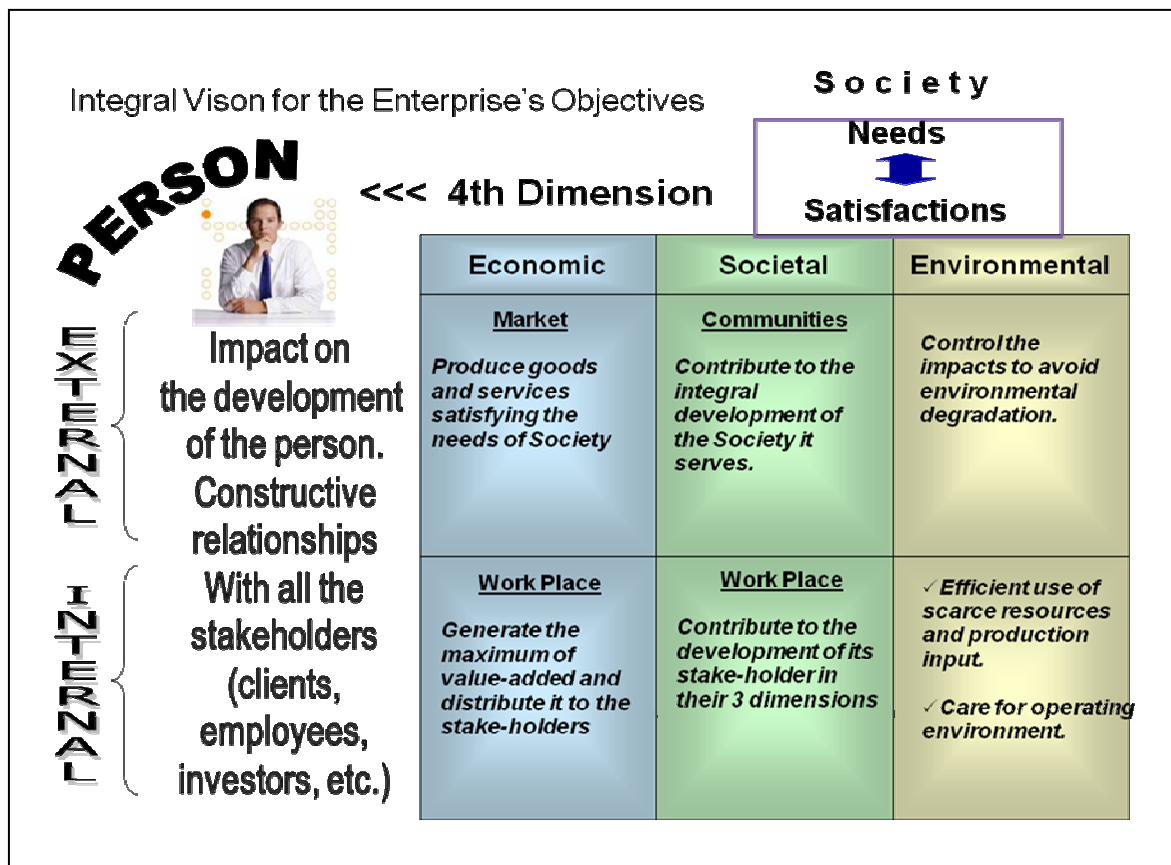 Integral Vison for the Enterprise's Objectives
Society
Needs
Satisfactions
PERSON
<<< 4th Dimension
EXTERNAL
Impact on
the development
of the person.
Constructive
relationships
INTERNAL
With all the
stakeholders
(clients,
employees,
investors, etc.)
Economic
Societal
Environmental
Market
Produce goods
and services
satisfying the
needs of Society
Communities
Contribute to the
integral
development of
the Society it
serves.
Control the
impacts to avoid
environmental
degradation.
Work Place
Generate the
maximum of
value-added and
distribute it to the
stake-holders
Work Place
Contribute to the
development of its
stake-holder in
their 3 dimensions
✓ Efficient use of
scarce resources
and production
input.
✓ Care for operating
environment.